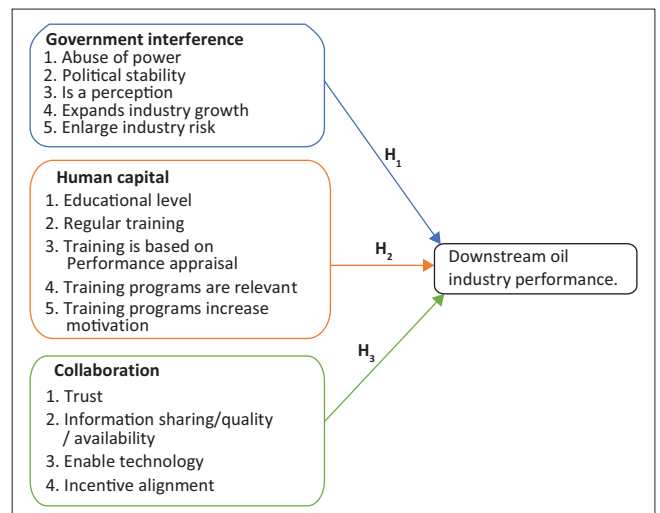 Government interference
1. Abuse of power
2. Political stability
3. Is a perception
4. Expands industry growth
5. Enlarge industry risk
H1
Human capital
1. Educational level
2. Regular training
3. Training is based on
Performance appraisal
4. Training programs are relevant
5. Training programs increase
motivation
H2
Downstream oil
industry performance.
H3
Collaboration
1. Trust
2. Information sharing/quality
/ availability
3. Enable technology
4. Incentive alignment